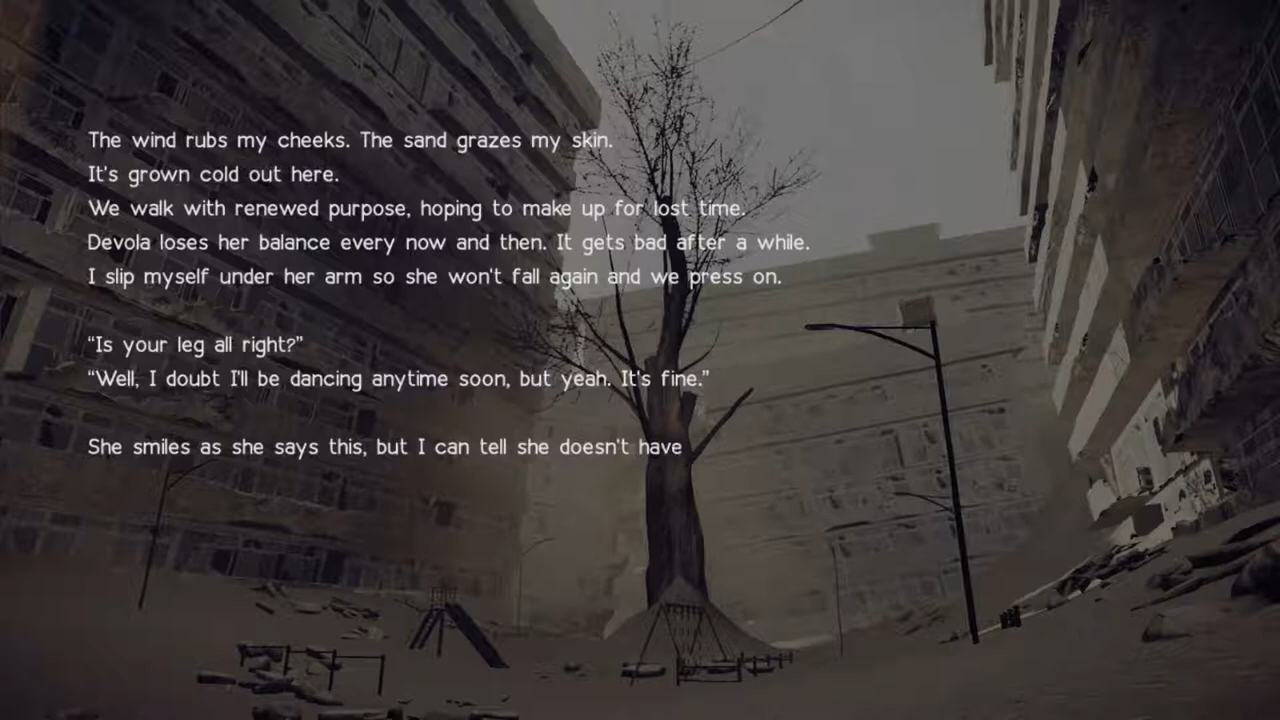 The wind rubs my cheeks. The sand grazes my skin.
It's grown cold out here.
We walk with renewed purpose, hoping to make up for lost time.
Devola loses her balance every now and then. It gets bad after a while.
I slip myself under her arm so she won't fall again and we press on.
“Is your leg all right?”
“Well, I doubt I'll be dancing anytime soon, but yeah. It's fine.”
She smiles as she says this, but I can tell she doesn't have